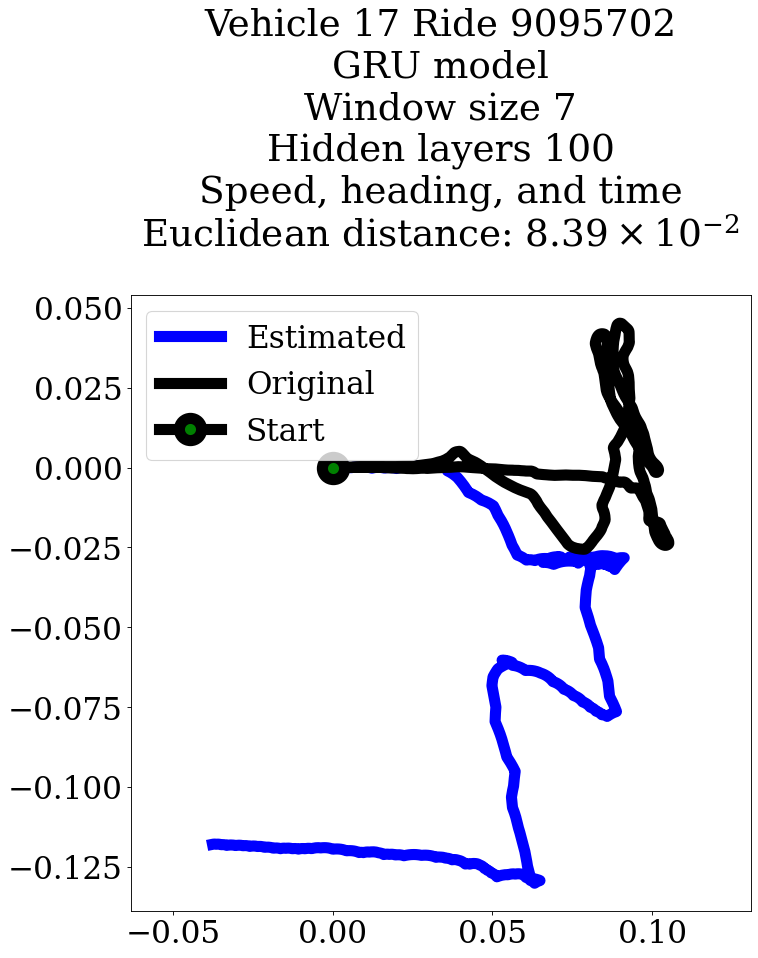 Vehicle 17 Ride 9095702
GRU model
Window size 7
Hidden layers 100
Speed, heading, and time
Euclidean distance: 8.39 × 10⁻²
Estimated
Original
Start
0.050
0.025
0.000
−0.025
−0.050
−0.075
−0.100
−0.125
−0.05 0.00 0.05 0.10